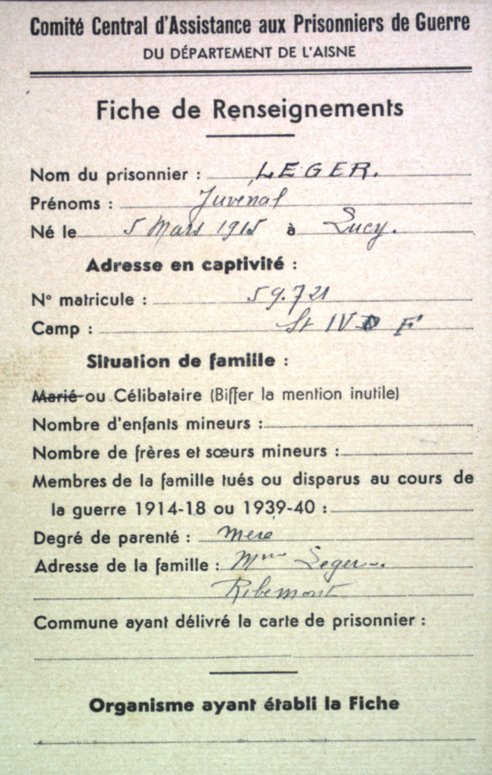 Comité Central d'Assistance aux Prisonniers de Guerre
DU DÉPARTEMENT DE L'AISNE
Fiche de Renseignements
Nom du prisonnier : LEGER.
Prénoms : Juvénal
Né le 5 Mars 1915 à Lucy.
Adresse en captivité :
N° matricule : 59.721
Camp : St IV F
Situation de famille :
Marié ou Célibataire (Biffer la mention inutile)
Nombre d'enfants mineurs :
Nombre de frères et sœurs mineurs :
Membres de la famille tués ou disparus au cours de
la guerre 1914-18 ou 1939-40 :
Degré de parenté : mere
Adresse de la famille : Mme Leger
Ribemont
Commune ayant délivré la carte de prisonnier :
Organisme ayant établi la Fiche